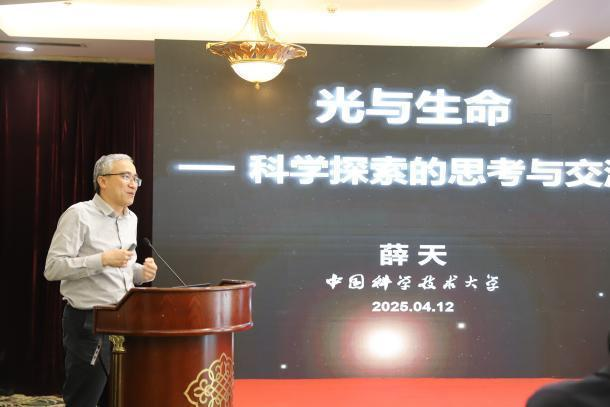 光与生命
—— 科学探索的思考与交流
薛 天
中国科学技术大学
2025.04.12